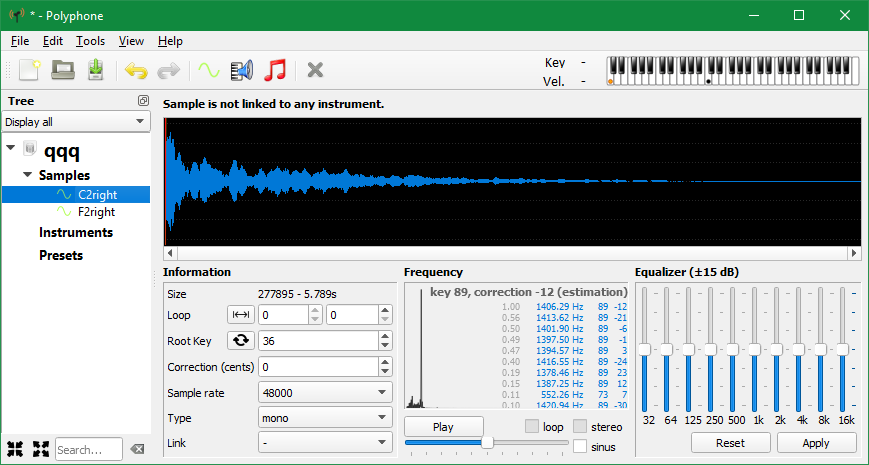 * - Polyphone
File Edit Tools View Help
Key -
Vel. -
Tree
Display all
qqq
Samples
C2right
F2right
Instruments
Presets
Search...
Sample is not linked to any instrument.
Information
Size 277895 - 5.789s
Loop 0 0
Root Key 36
Correction (cents) 0
Sample rate 48000
Type mono
Link -
Frequency
key 89, correction -12 (estimation)
1.00 1406.29 Hz 89 -12
0.56 1413.62 Hz 89 -21
0.50 1401.90 Hz 89 -6
0.49 1397.50 Hz 89 -1
0.47 1394.57 Hz 89 3
0.40 1416.55 Hz 89 -24
0.19 1378.46 Hz 89 23
0.15 1387.25 Hz 89 12
0.11 552.26 Hz 73 7
0.10 1420.94 Hz 89 -30
Play loop stereo
sinus
Equalizer (±15 dB)
32 64 125 250 500 1k 2k 4k 8k 16k
Reset Apply